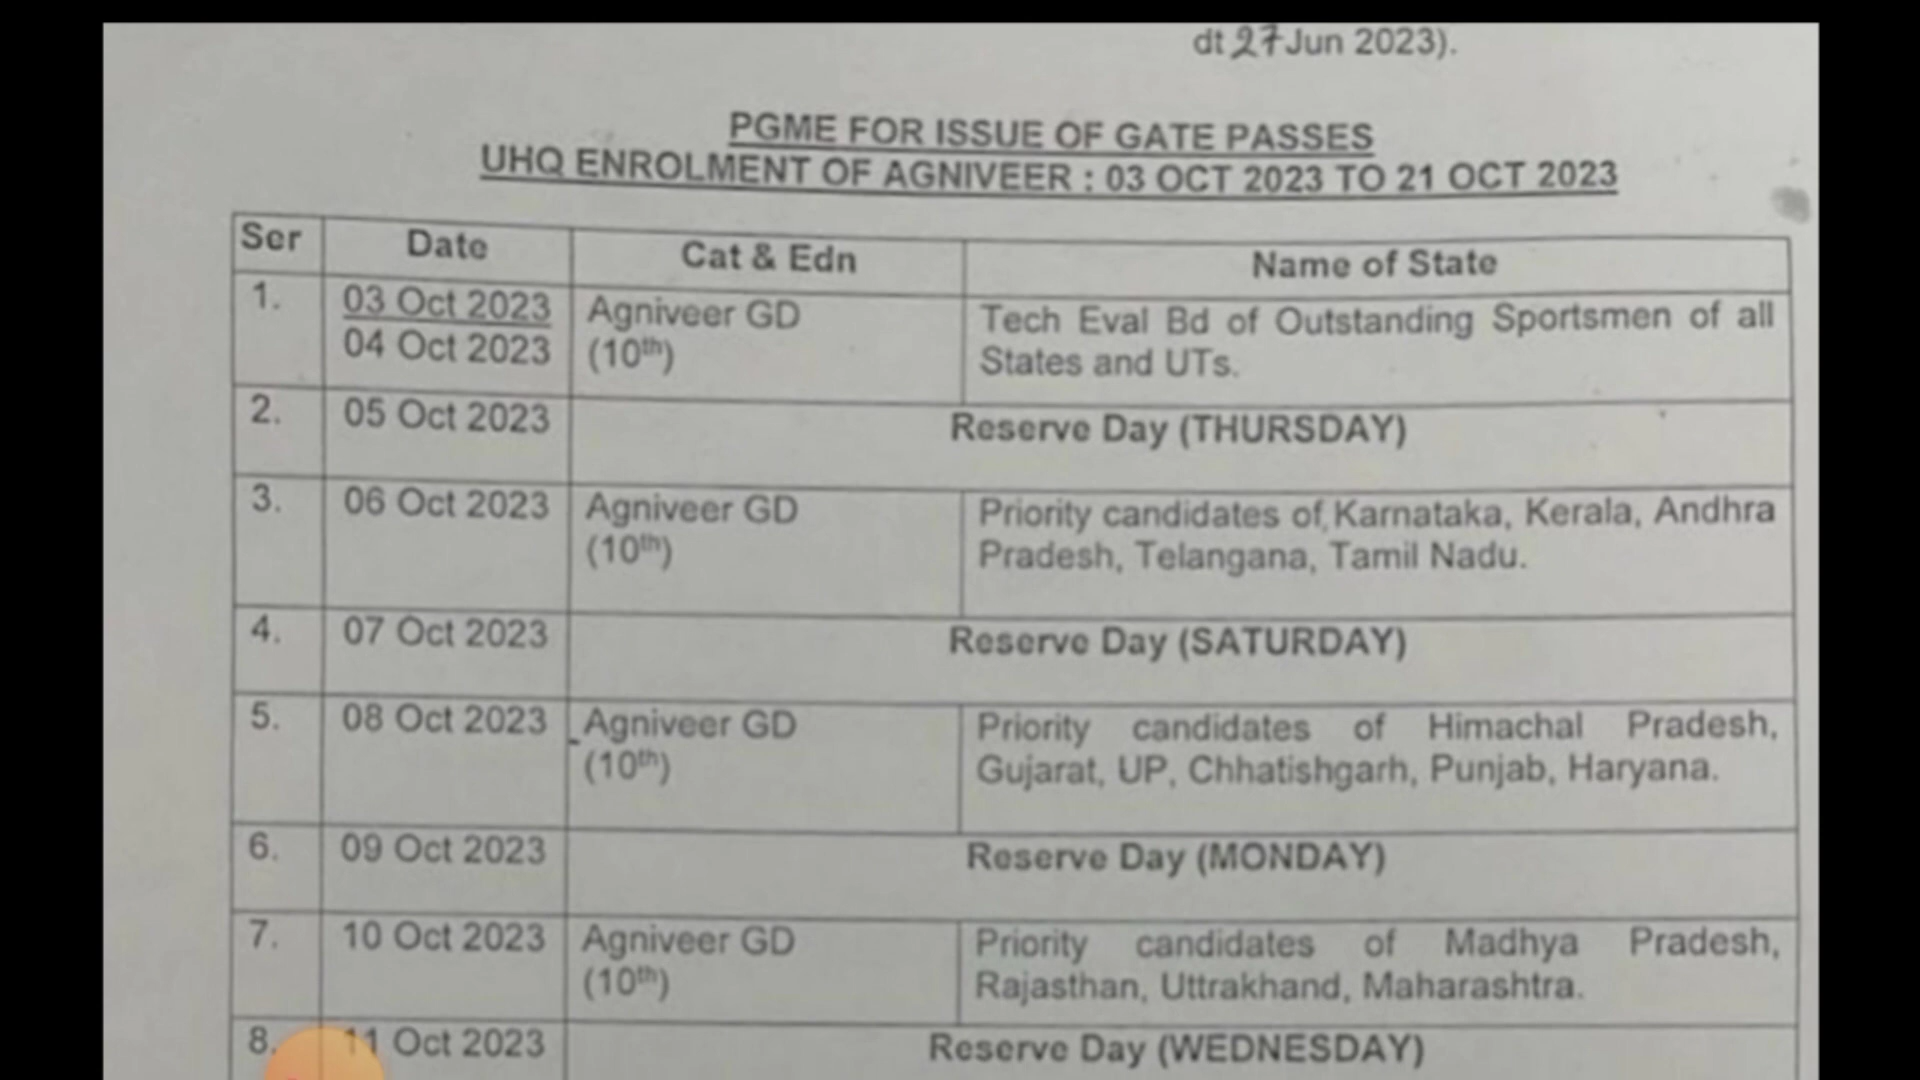 dt 27 Jun 2023).
PGME FOR ISSUE OF GATE PASSES
UHQ ENROLMENT OF AGNIVEER : 03 OCT 2023 TO 21 OCT 2023
Ser Date Cat & Edn Name of State
1. 03 Oct 2023 Agniveer GD Tech Eval Bd of Outstanding Sportsmen of all
04 Oct 2023 (10th) States and UTs.
2. 05 Oct 2023 Reserve Day (THURSDAY)
3. 06 Oct 2023 Agniveer GD Priority candidates of Karnataka, Kerala, Andhra
(10th) Pradesh, Telangana, Tamil Nadu.
4. 07 Oct 2023 Reserve Day (SATURDAY)
5. 08 Oct 2023 Agniveer GD Priority candidates of Himachal Pradesh,
(10th) Gujarat, UP, Chhatishgarh, Punjab, Haryana.
6. 09 Oct 2023 Reserve Day (MONDAY)
7. 10 Oct 2023 Agniveer GD Priority candidates of Madhya Pradesh,
(10th) Rajasthan, Uttrakhand, Maharashtra.
8. 11 Oct 2023 Reserve Day (WEDNESDAY)